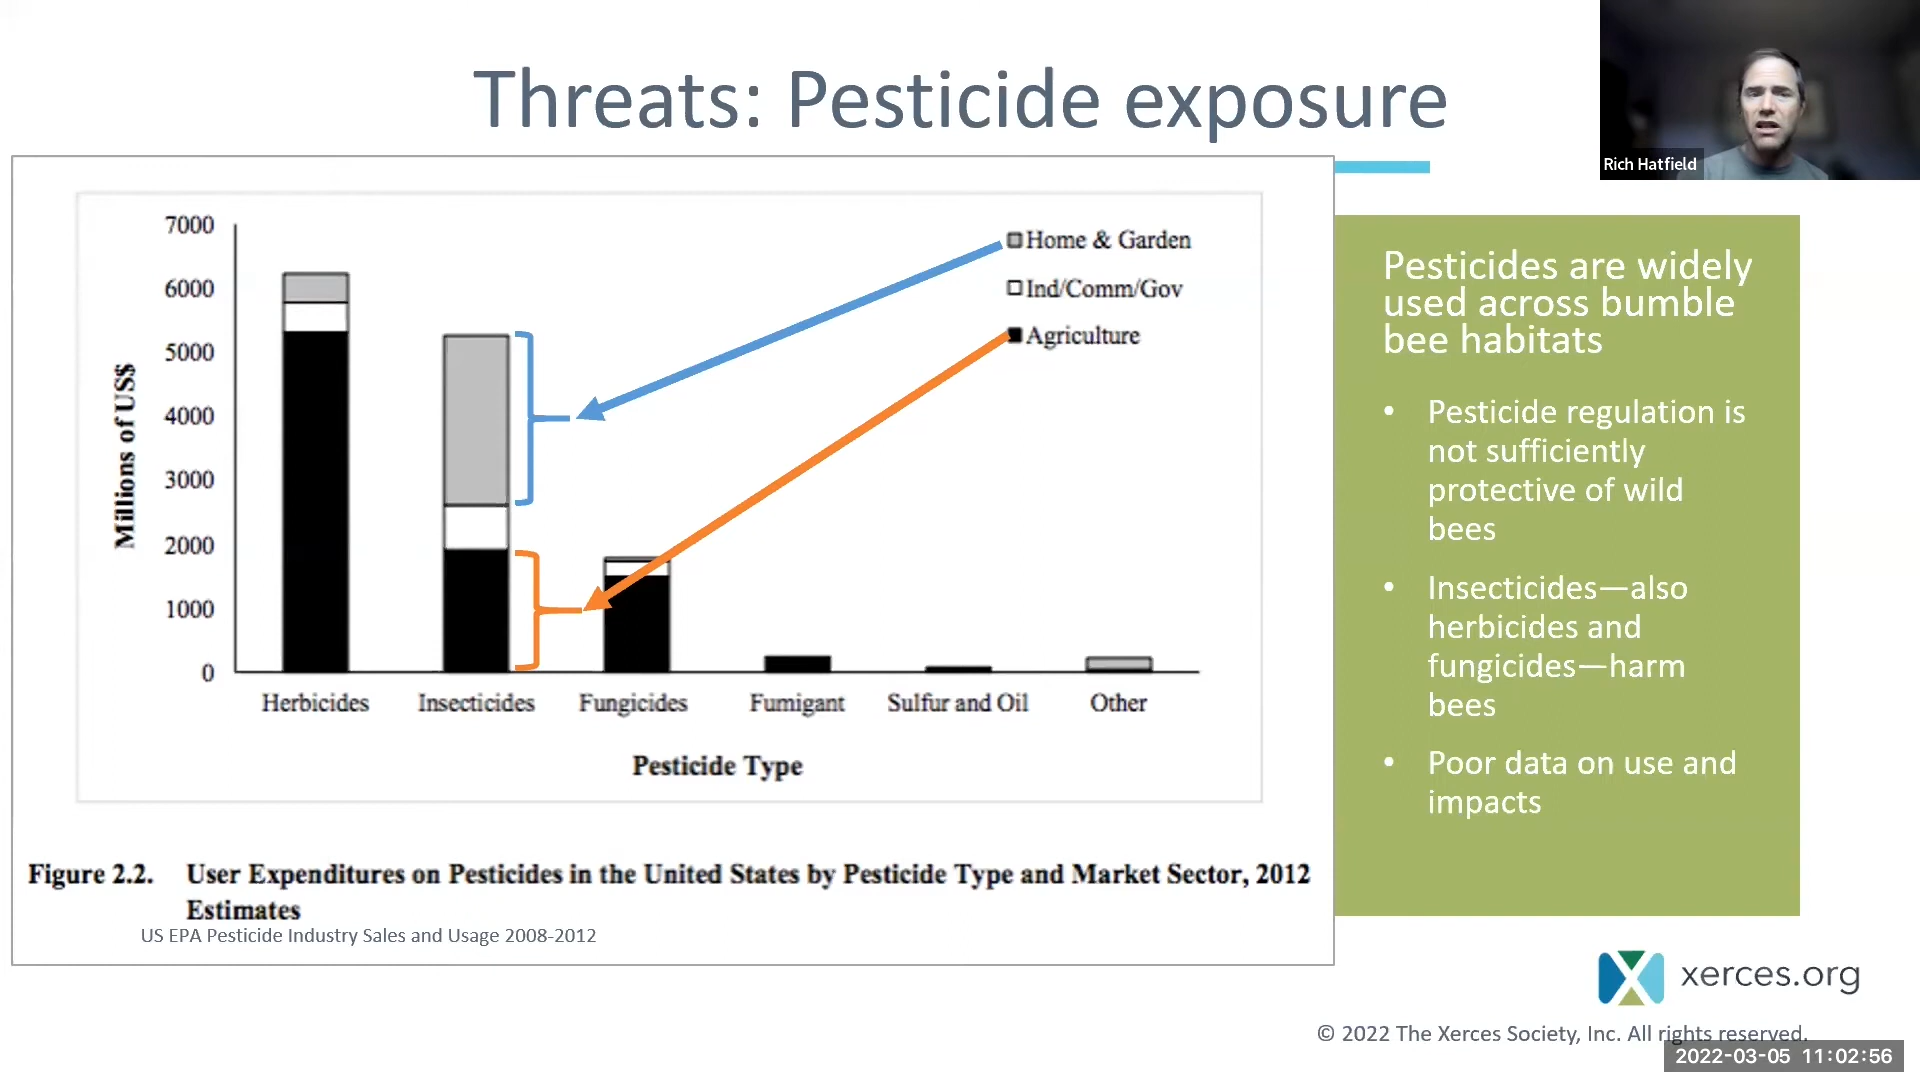 Threats: Pesticide exposure
Rich Hatfield
7000
6000
5000
4000
3000
2000
1000
0
Millions of US$
Home & Garden
Ind/Comm/Gov
Agriculture
Herbicides
Insecticides
Fungicides
Fumigant
Sulfur and Oil
Other
Pesticide Type
Figure 2.2. User Expenditures on Pesticides in the United States by Pesticide Type and Market Sector, 2012
Estimates
US EPA Pesticide Industry Sales and Usage 2008-2012
Pesticides are widely
used across bumble
bee habitats
• Pesticide regulation is
not sufficiently
protective of wild
bees
• Insecticides—also
herbicides and
fungicides—harm
bees
• Poor data on use and
impacts
xerces.org
© 2022 The Xerces Society, Inc. All rights reserved.
2022-03-05 11:02:56